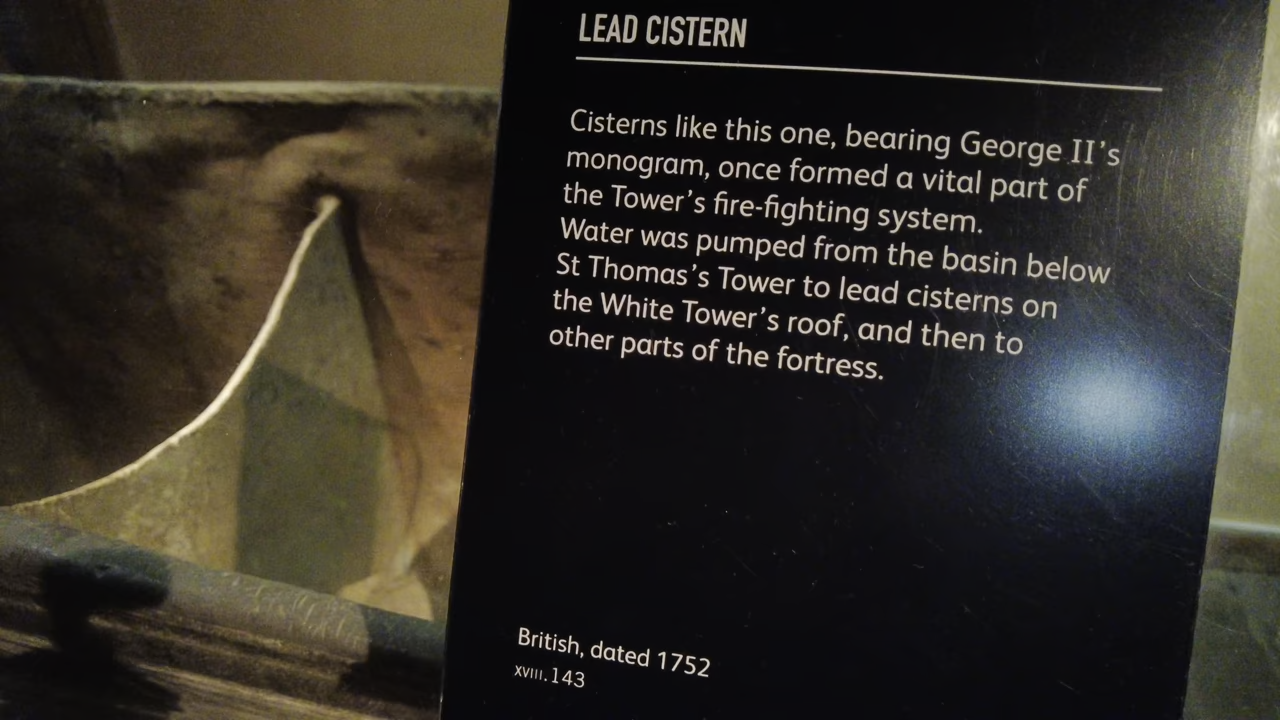 LEAD CISTERN
Cisterns like this one, bearing George II's
monogram, once formed a vital part of
the Tower's fire-fighting system.
Water was pumped from the basin below
St Thomas's Tower to lead cisterns on
the White Tower's roof, and then to
other parts of the fortress.
British, dated 1752
XVIII.143